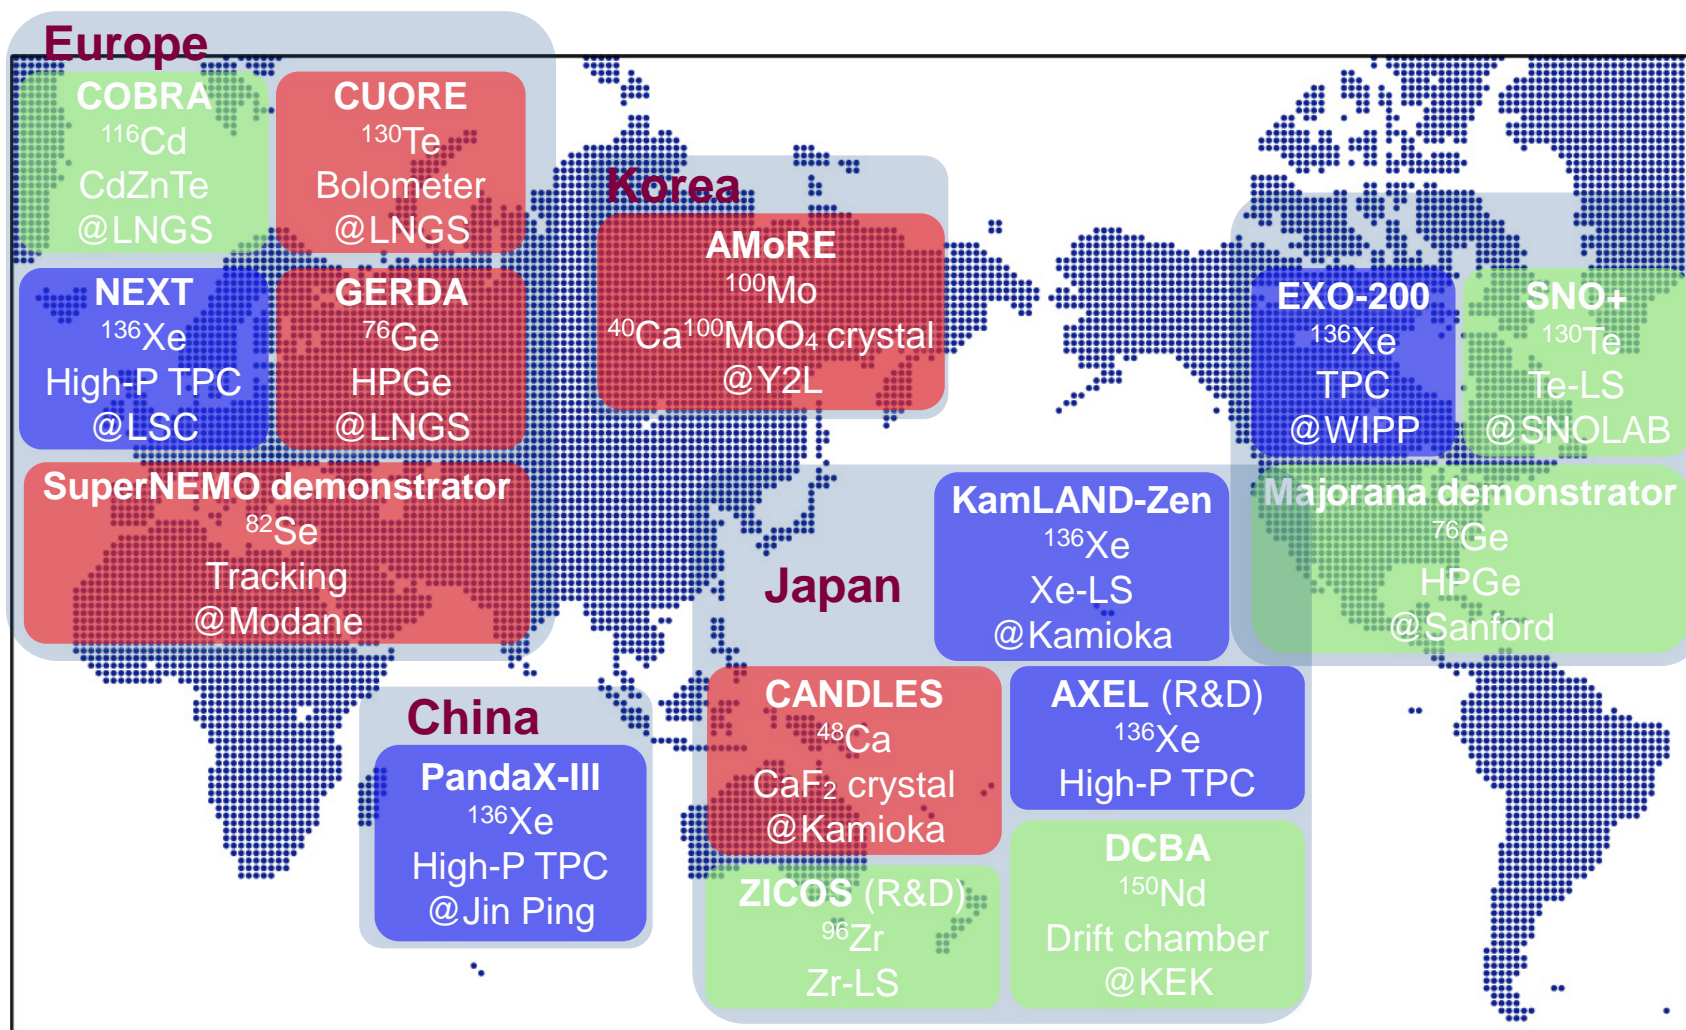 Europe
COBRA
¹¹⁶Cd
CdZnTe
@LNGS
CUORE
¹³⁰Te
Bolometer
@LNGS
NEXT
¹³⁶Xe
High-P TPC
@LSC
GERDA
⁷⁶Ge
HPGe
@LNGS
SuperNEMO demonstrator
⁸²Se
Tracking
@Modane
Korea
AMoRE
¹⁰⁰Mo
⁴⁰Ca¹⁰⁰MoO₄ crystal
@Y2L
EXO-200
¹³⁶Xe
TPC
@WIPP
SNO+
¹³⁰Te
Te-LS
@SNOLAB
Majorana demonstrator
⁷⁶Ge
HPGe
@Sanford
Japan
KamLAND-Zen
¹³⁶Xe
Xe-LS
@Kamioka
CANDLES
⁴⁸Ca
CaF₂ crystal
@Kamioka
AXEL (R&D)
¹³⁶Xe
High-P TPC
ZICOS (R&D)
⁹⁶Zr
Zr-LS
DCBA
¹⁵⁰Nd
Drift chamber
@KEK
China
PandaX-III
¹³⁶Xe
High-P TPC
@Jin Ping